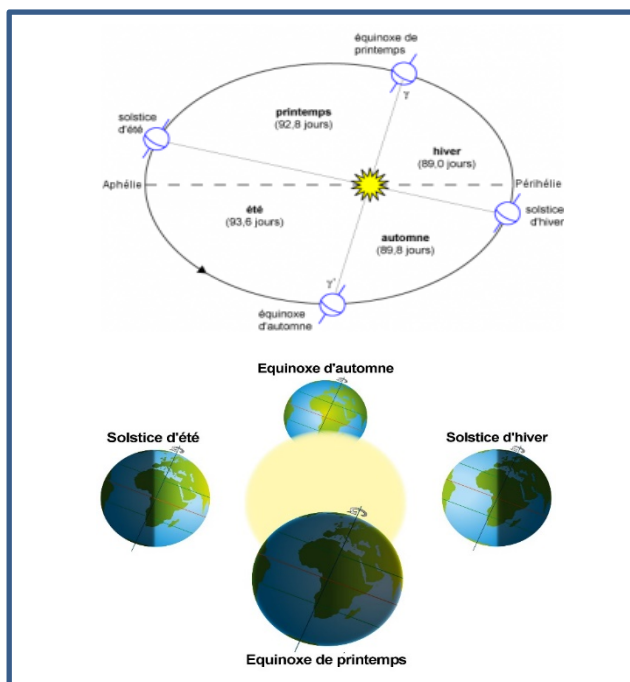 équinoxe de
printemps
γ
solstice
d'été
printemps
(92,8 jours)
hiver
(89,0 jours)
Aphélie
Périhélie
été
(93,6 jours)
automne
(89,8 jours)
solstice
d'hiver
γ'
équinoxe
d'automne
Equinoxe d'automne
Solstice d'été
Solstice d'hiver
Equinoxe de printemps